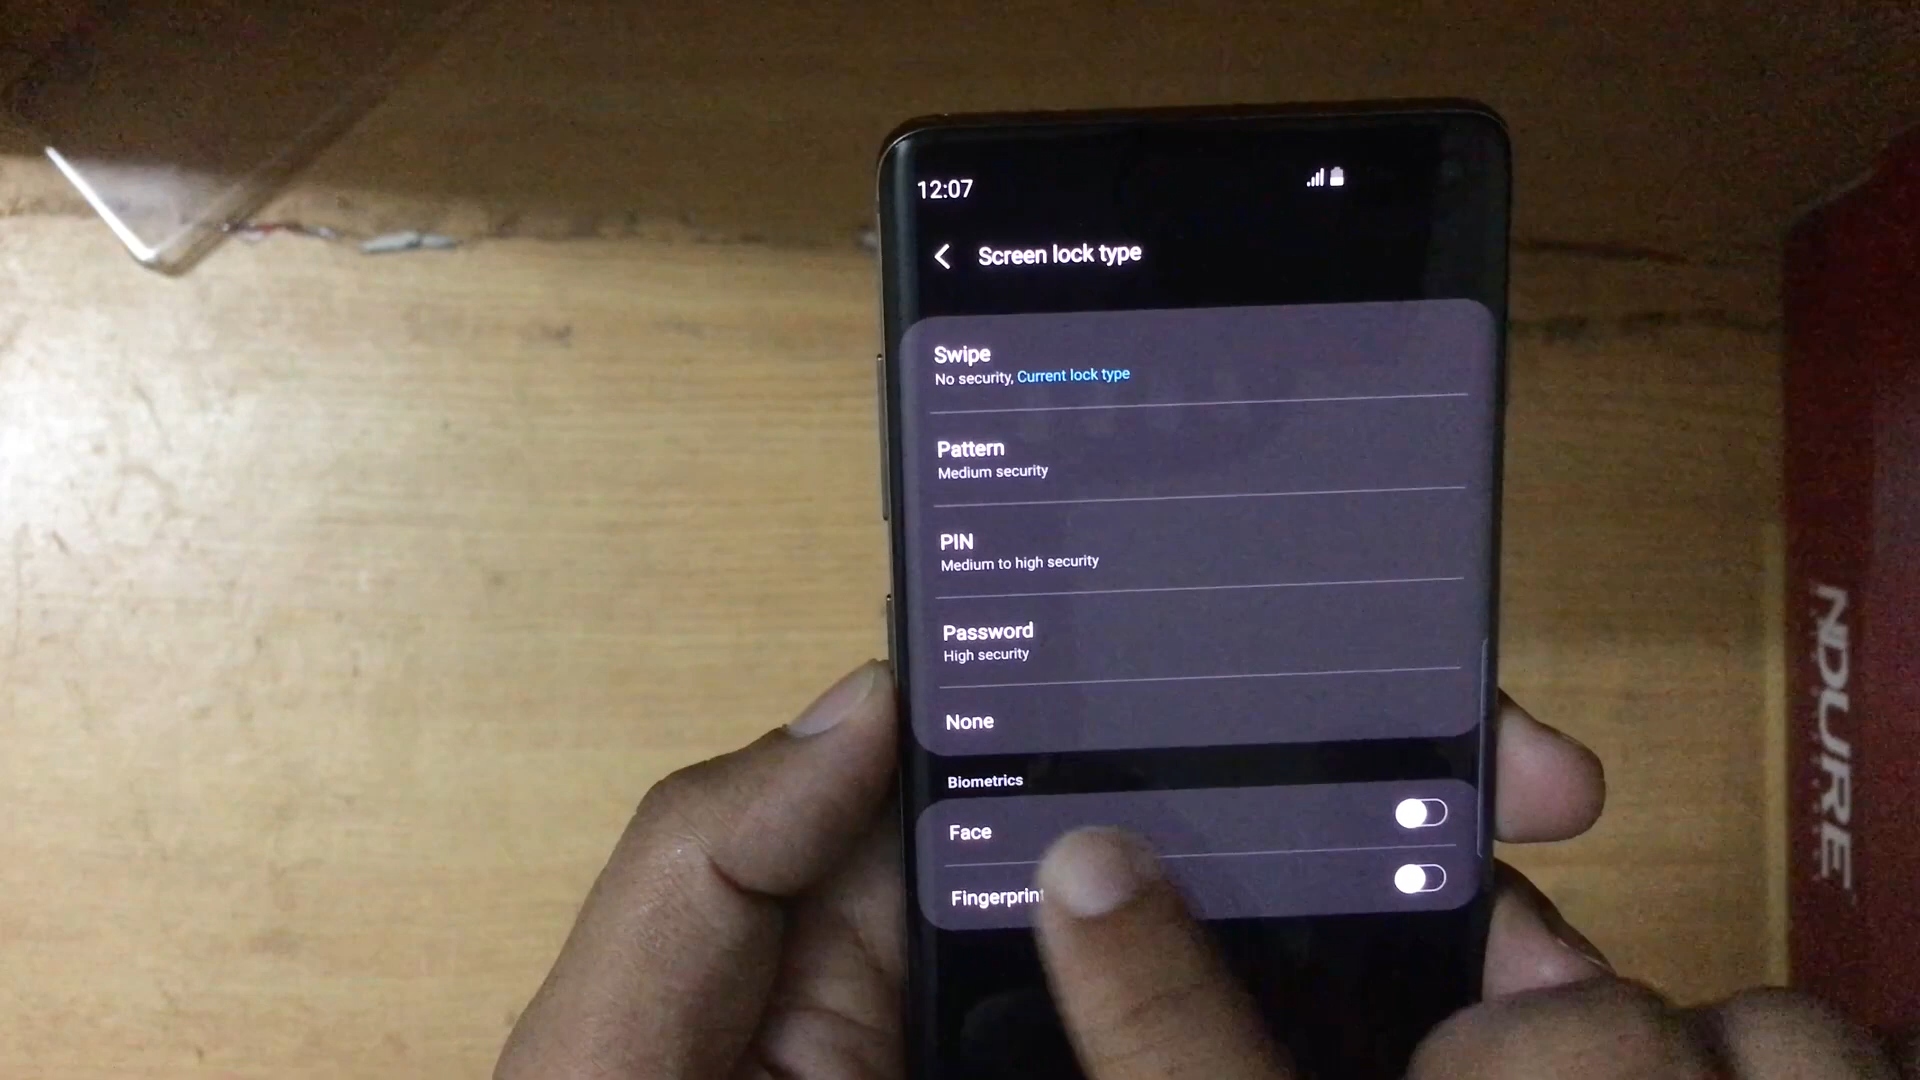 12:07
Screen lock type
Swipe
No security, Current lock type
Pattern
Medium security
PIN
Medium to high security
Password
High security
None
Biometrics
Face
Fingerprint
NDURE